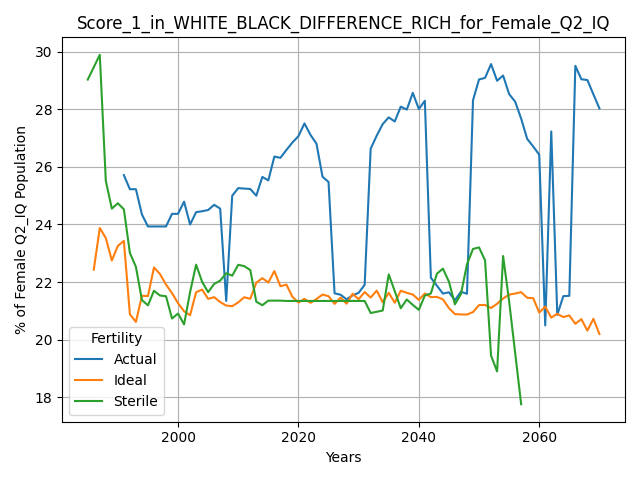 Score_1_in_WHITE_BLACK_DIFFERENCE_RICH_for_Female_Q2_IQ
% of Female Q2_IQ Population
30
28
26
24
22
20
18
Fertility
Actual
Ideal
Sterile
2000
2020
2040
2060
Years